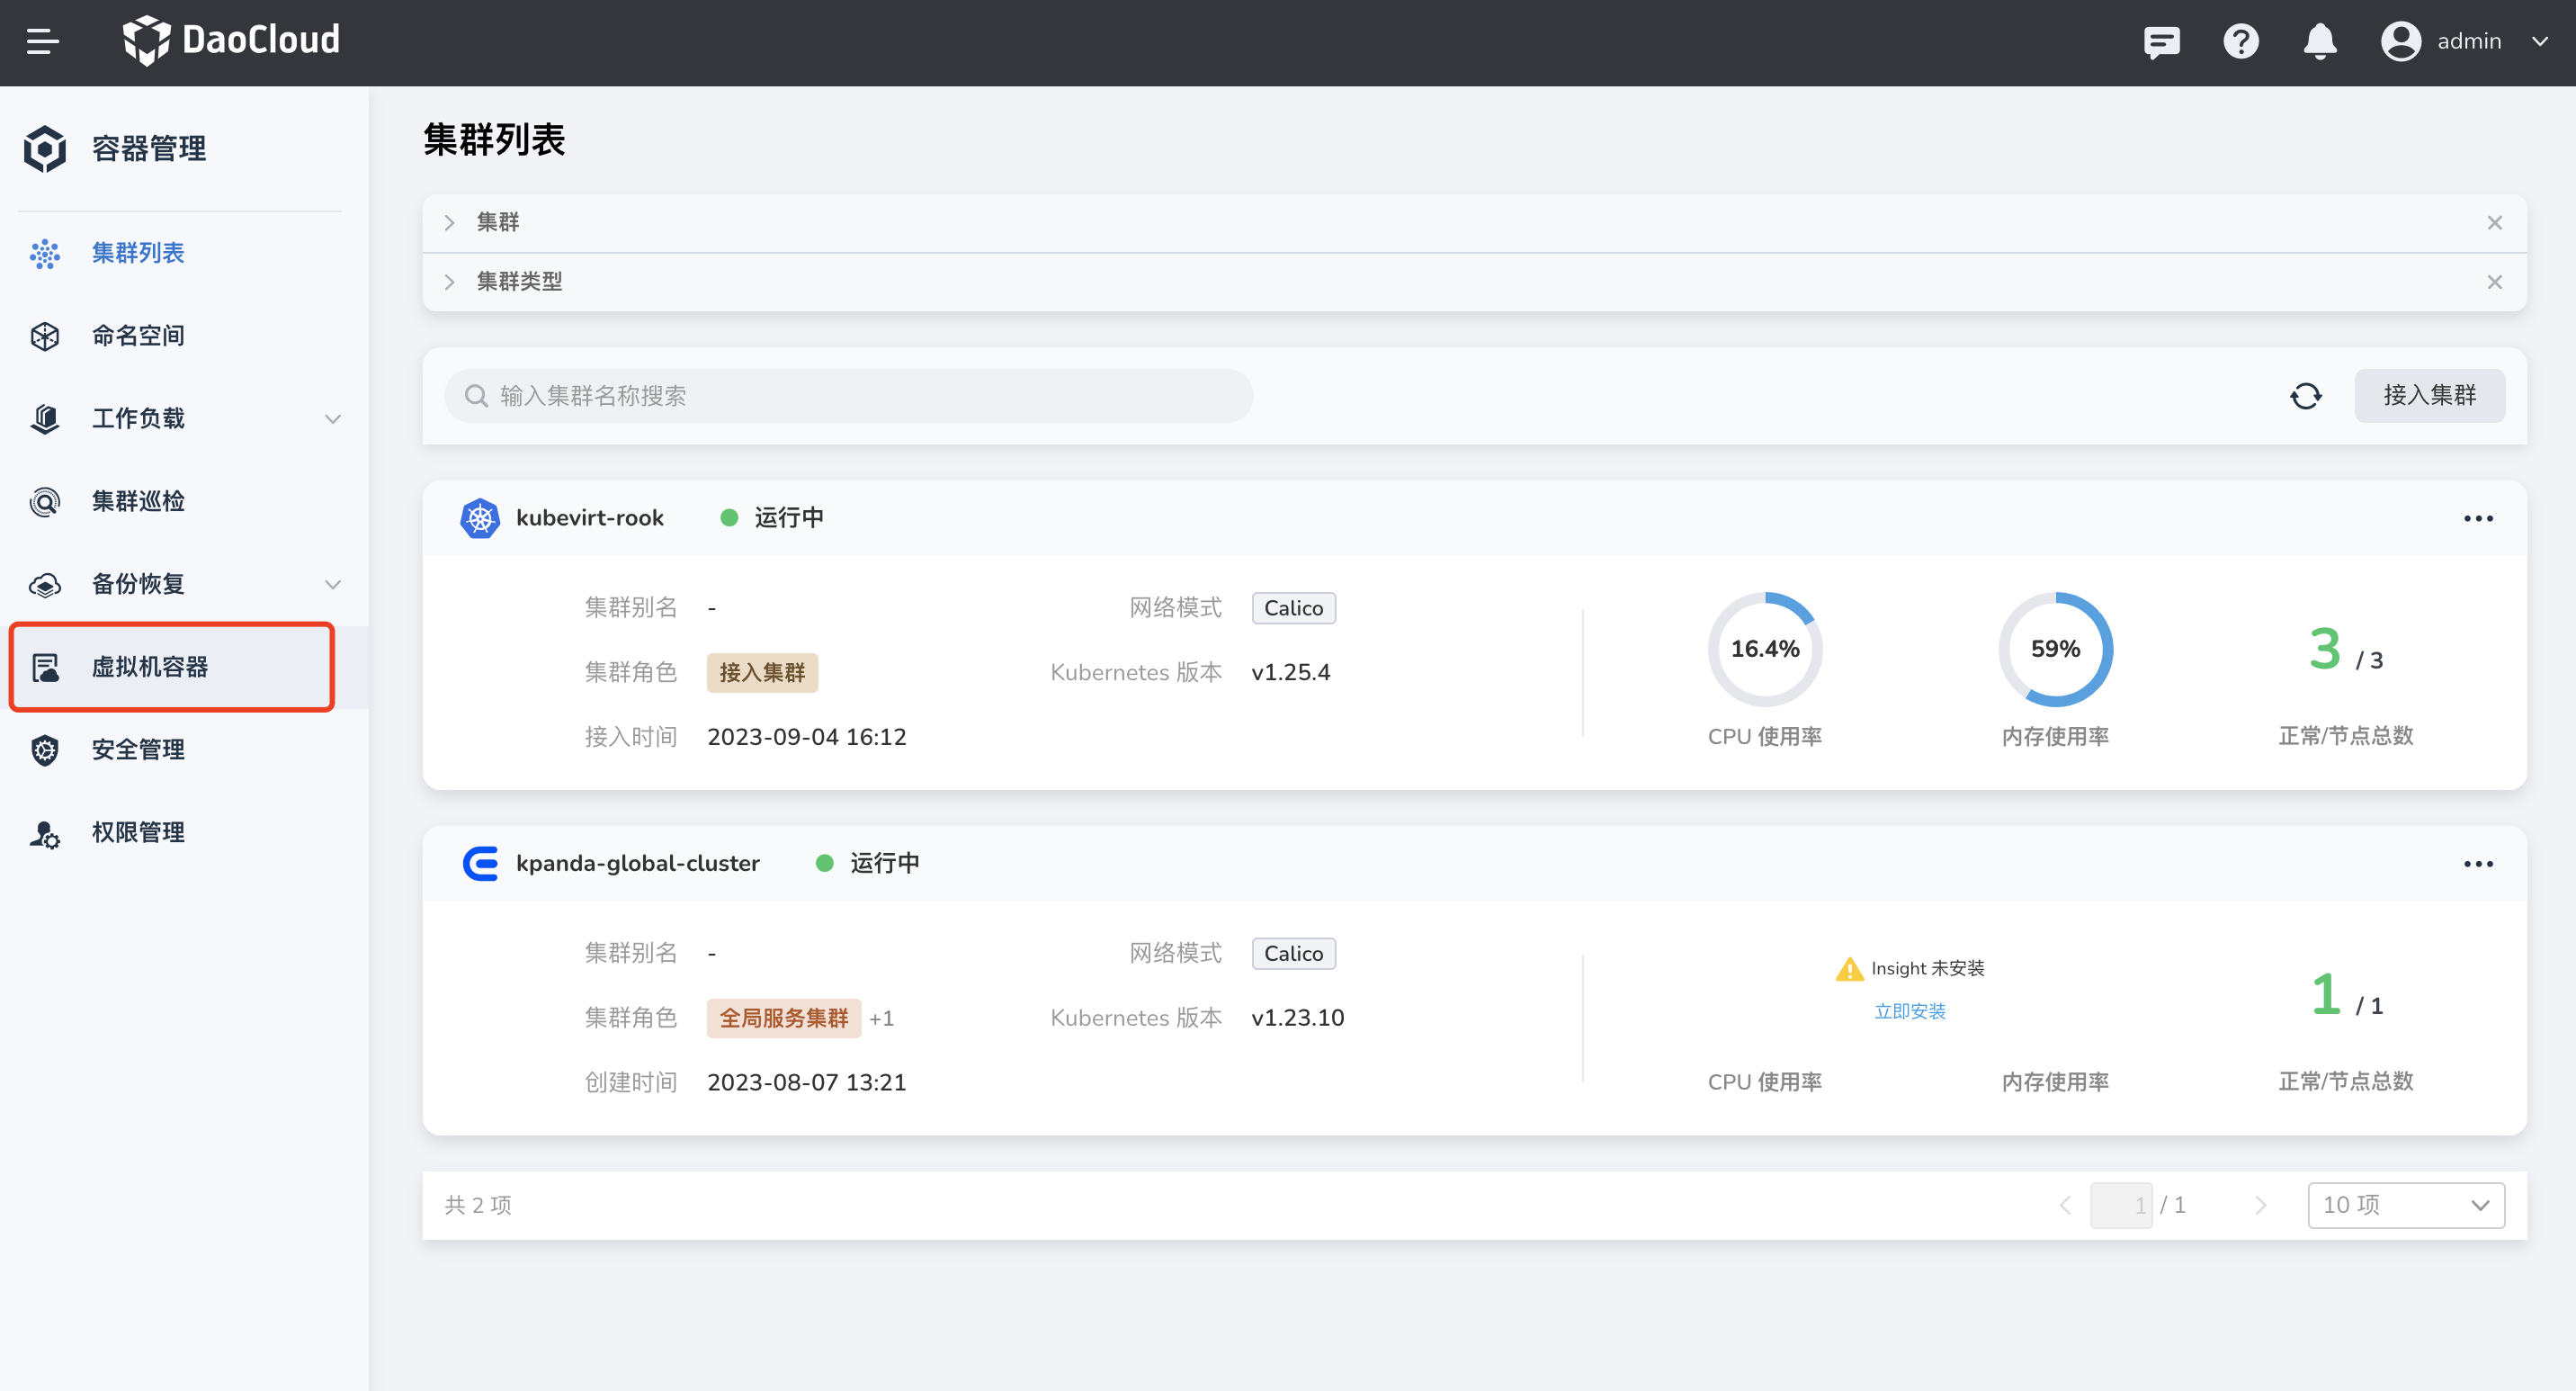 DaoCloud
admin
容器管理
集群列表
命名空间
工作负载
集群巡检
备份恢复
虚拟机容器
安全管理
权限管理
集群列表
集群
集群类型
输入集群名称搜索
接入集群
kubevirt-rook 运行中
集群别名 - 网络模式 Calico
集群角色 接入集群 Kubernetes 版本 v1.25.4
接入时间 2023-09-04 16:12
16.4% 59% 3 / 3
CPU 使用率 内存使用率 正常/节点总数
kpanda-global-cluster 运行中
集群别名 - 网络模式 Calico
集群角色 全局服务集群 +1 Kubernetes 版本 v1.23.10
创建时间 2023-08-07 13:21
Insight 未安装
立即安装
1 / 1
CPU 使用率 内存使用率 正常/节点总数
共 2 项 1 / 1 10 项